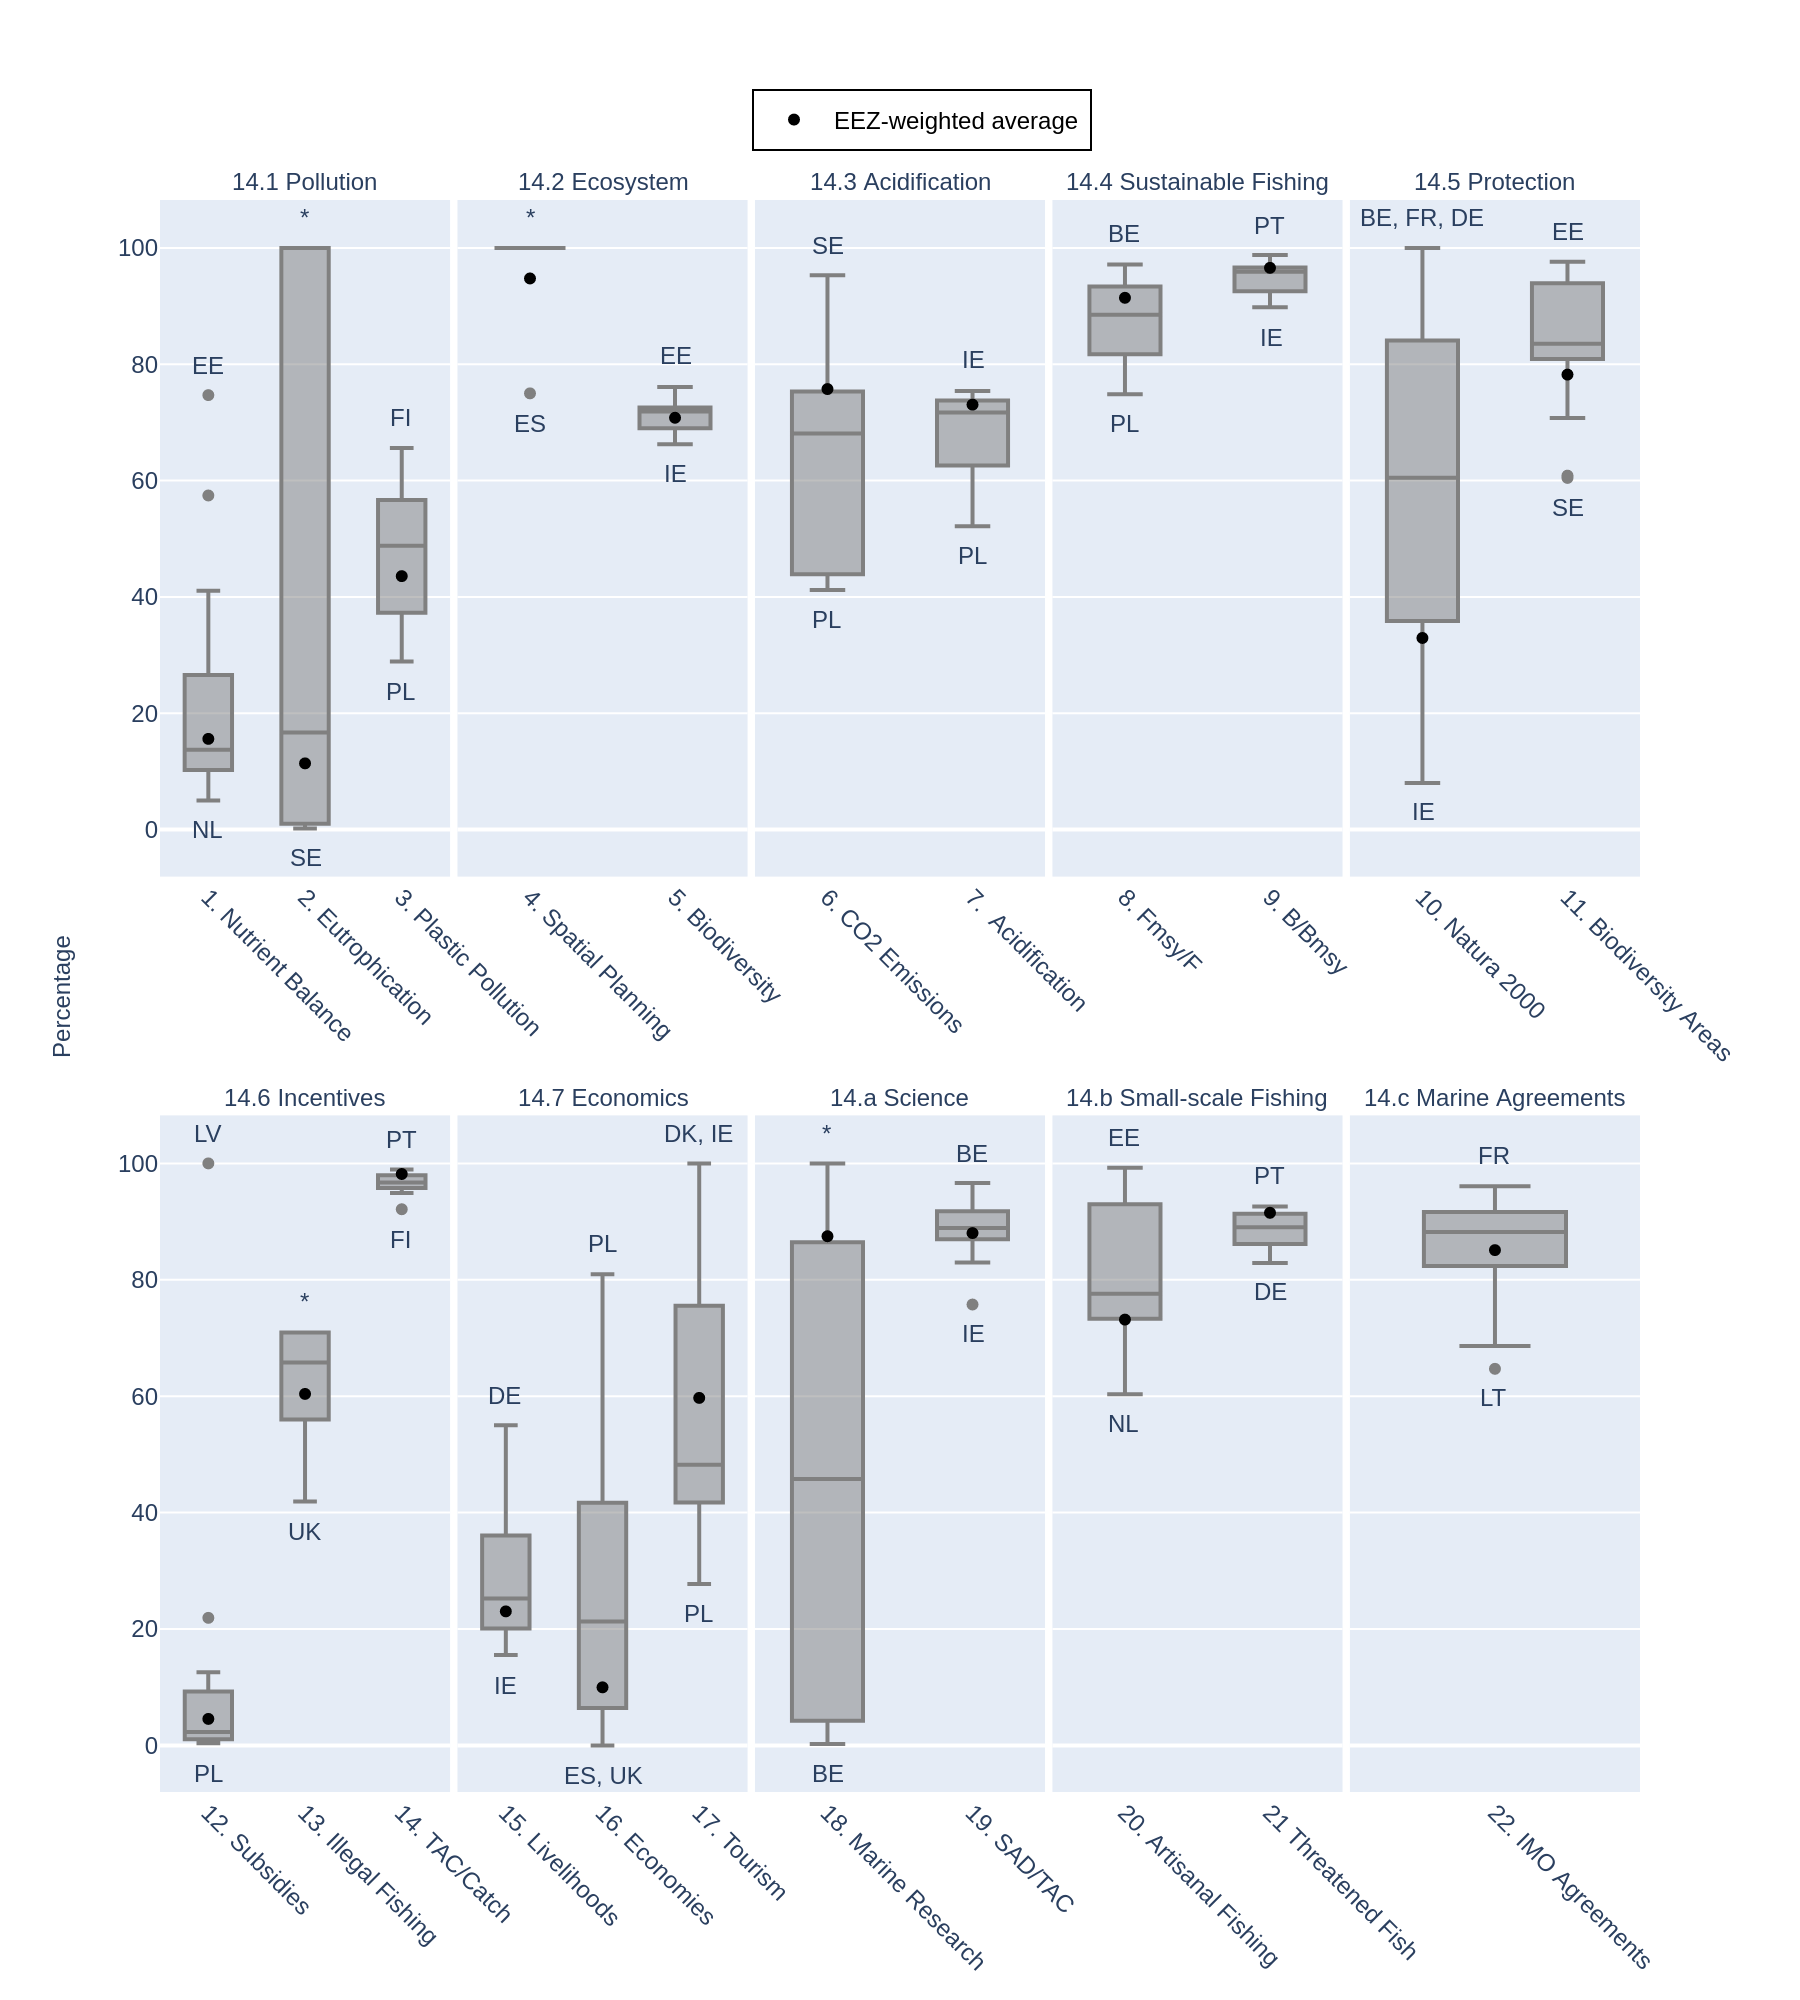 EEZ-weighted average
14.1 Pollution
14.2 Ecosystem
14.3 Acidification
14.4 Sustainable Fishing
14.5 Protection
*
*
BE, FR, DE
PT
EE
BE
SE
100
EE
IE
EE
80
IE
FI
ES
PL
IE
60
SE
PL
40
PL
PL
20
IE
0
NL
SE
1. Nutrient Balance
2. Eutrophication
3. Plastic Pollution
4. Spatial Planning
5. Biodiversity
6. CO2 Emissions
7. Acidification
8. Fmsy/F
9. B/Bmsy
10. Natura 2000
11. Biodiversity Areas
Percentage
14.6 Incentives
14.7 Economics
14.a Science
14.b Small-scale Fishing
14.c Marine Agreements
LV
PT
DK, IE
*
BE
EE
FR
100
PT
FI
PL
80
DE
*
IE
60
DE
LT
NL
40
UK
20
PL
IE
0
PL
ES, UK
BE
12. Subsidies
13. Illegal Fishing
14. TAC/Catch
15. Livelihoods
16. Economies
17. Tourism
18. Marine Research
19. SAD/TAC
20. Artisanal Fishing
21 Threatened Fish
22. IMO Agreements